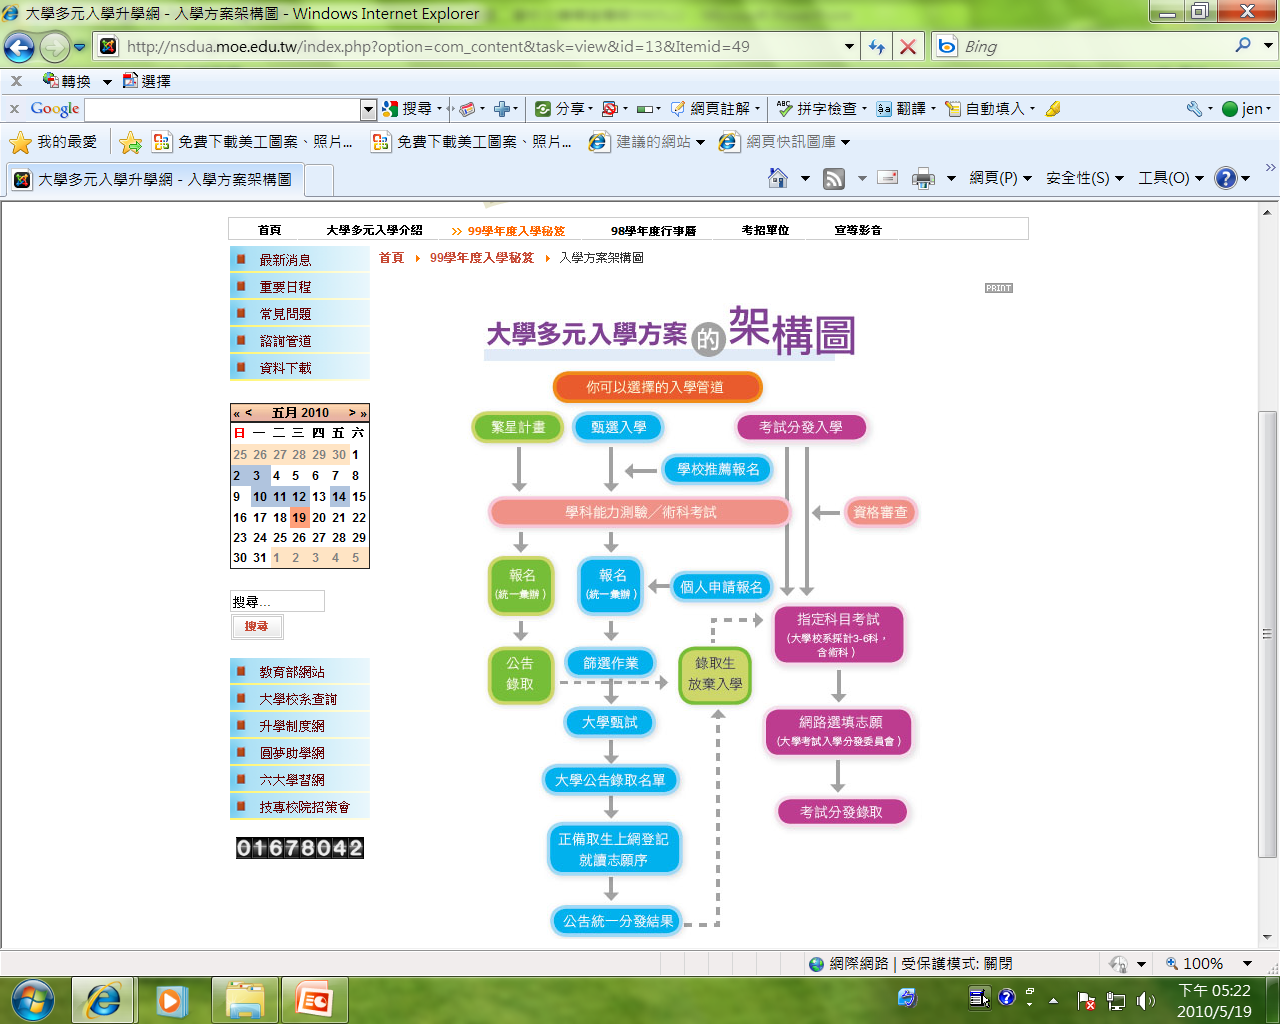 大學多元入學升學網 - 入學方案架構圖 - Windows Internet Explorer
http://nsdua.moe.edu.tw/index.php?option=com_content&task=view&id=13&Itemid=49
Bing
x 轉換 選擇
x Google 搜尋 分享 網頁註解 拼字檢查 翻譯 自動填入 jen
我的最愛 免費下載美工圖案、照片... 免費下載美工圖案、照片... 建議的網站 網頁快訊圖庫
大學多元入學升學網 - 入學方案架構圖 網頁(P) 安全性(S) 工具(O)
首頁 大學多元入學介紹 >> 99學年度入學秘笈 98學年度行事曆 考招單位 宣導影音
首頁 99學年度入學秘笈 入學方案架構圖
最新消息
重要日程
常見問題
諮詢管道
資料下載
PRINT
« < 五月 2010 > »
日 一 二 三 四 五 六
25 26 27 28 29 30 1
2 3 4 5 6 7 8
9 10 11 12 13 14 15
16 17 18 19 20 21 22
23 24 25 26 27 28 29
30 31 1 2 3 4 5
搜尋...
搜尋
教育部網站
大學校系查詢
升學制度網
圓夢助學網
六大學習網
技專校院招策會
01678042
大學多元入學方案的架構圖
你可以選擇的入學管道
繁星計畫 甄選入學 考試分發入學
學校推薦報名
學科能力測驗／術科考試 資格審查
報名
(統一彙辦)
報名
(統一彙辦)
個人申請報名
指定科目考試
(大學校系採計3-6科，
含術科)
公告
錄取
篩選作業
錄取生
放棄入學
大學甄試
網路選填志願
(大學考試入學分發委員會)
大學公告錄取名單
考試分發錄取
正備取生上網登記
就讀志願序
公告統一分發結果
網際網路 | 受保護模式: 關閉 100%
下午 05:22
2010/5/19